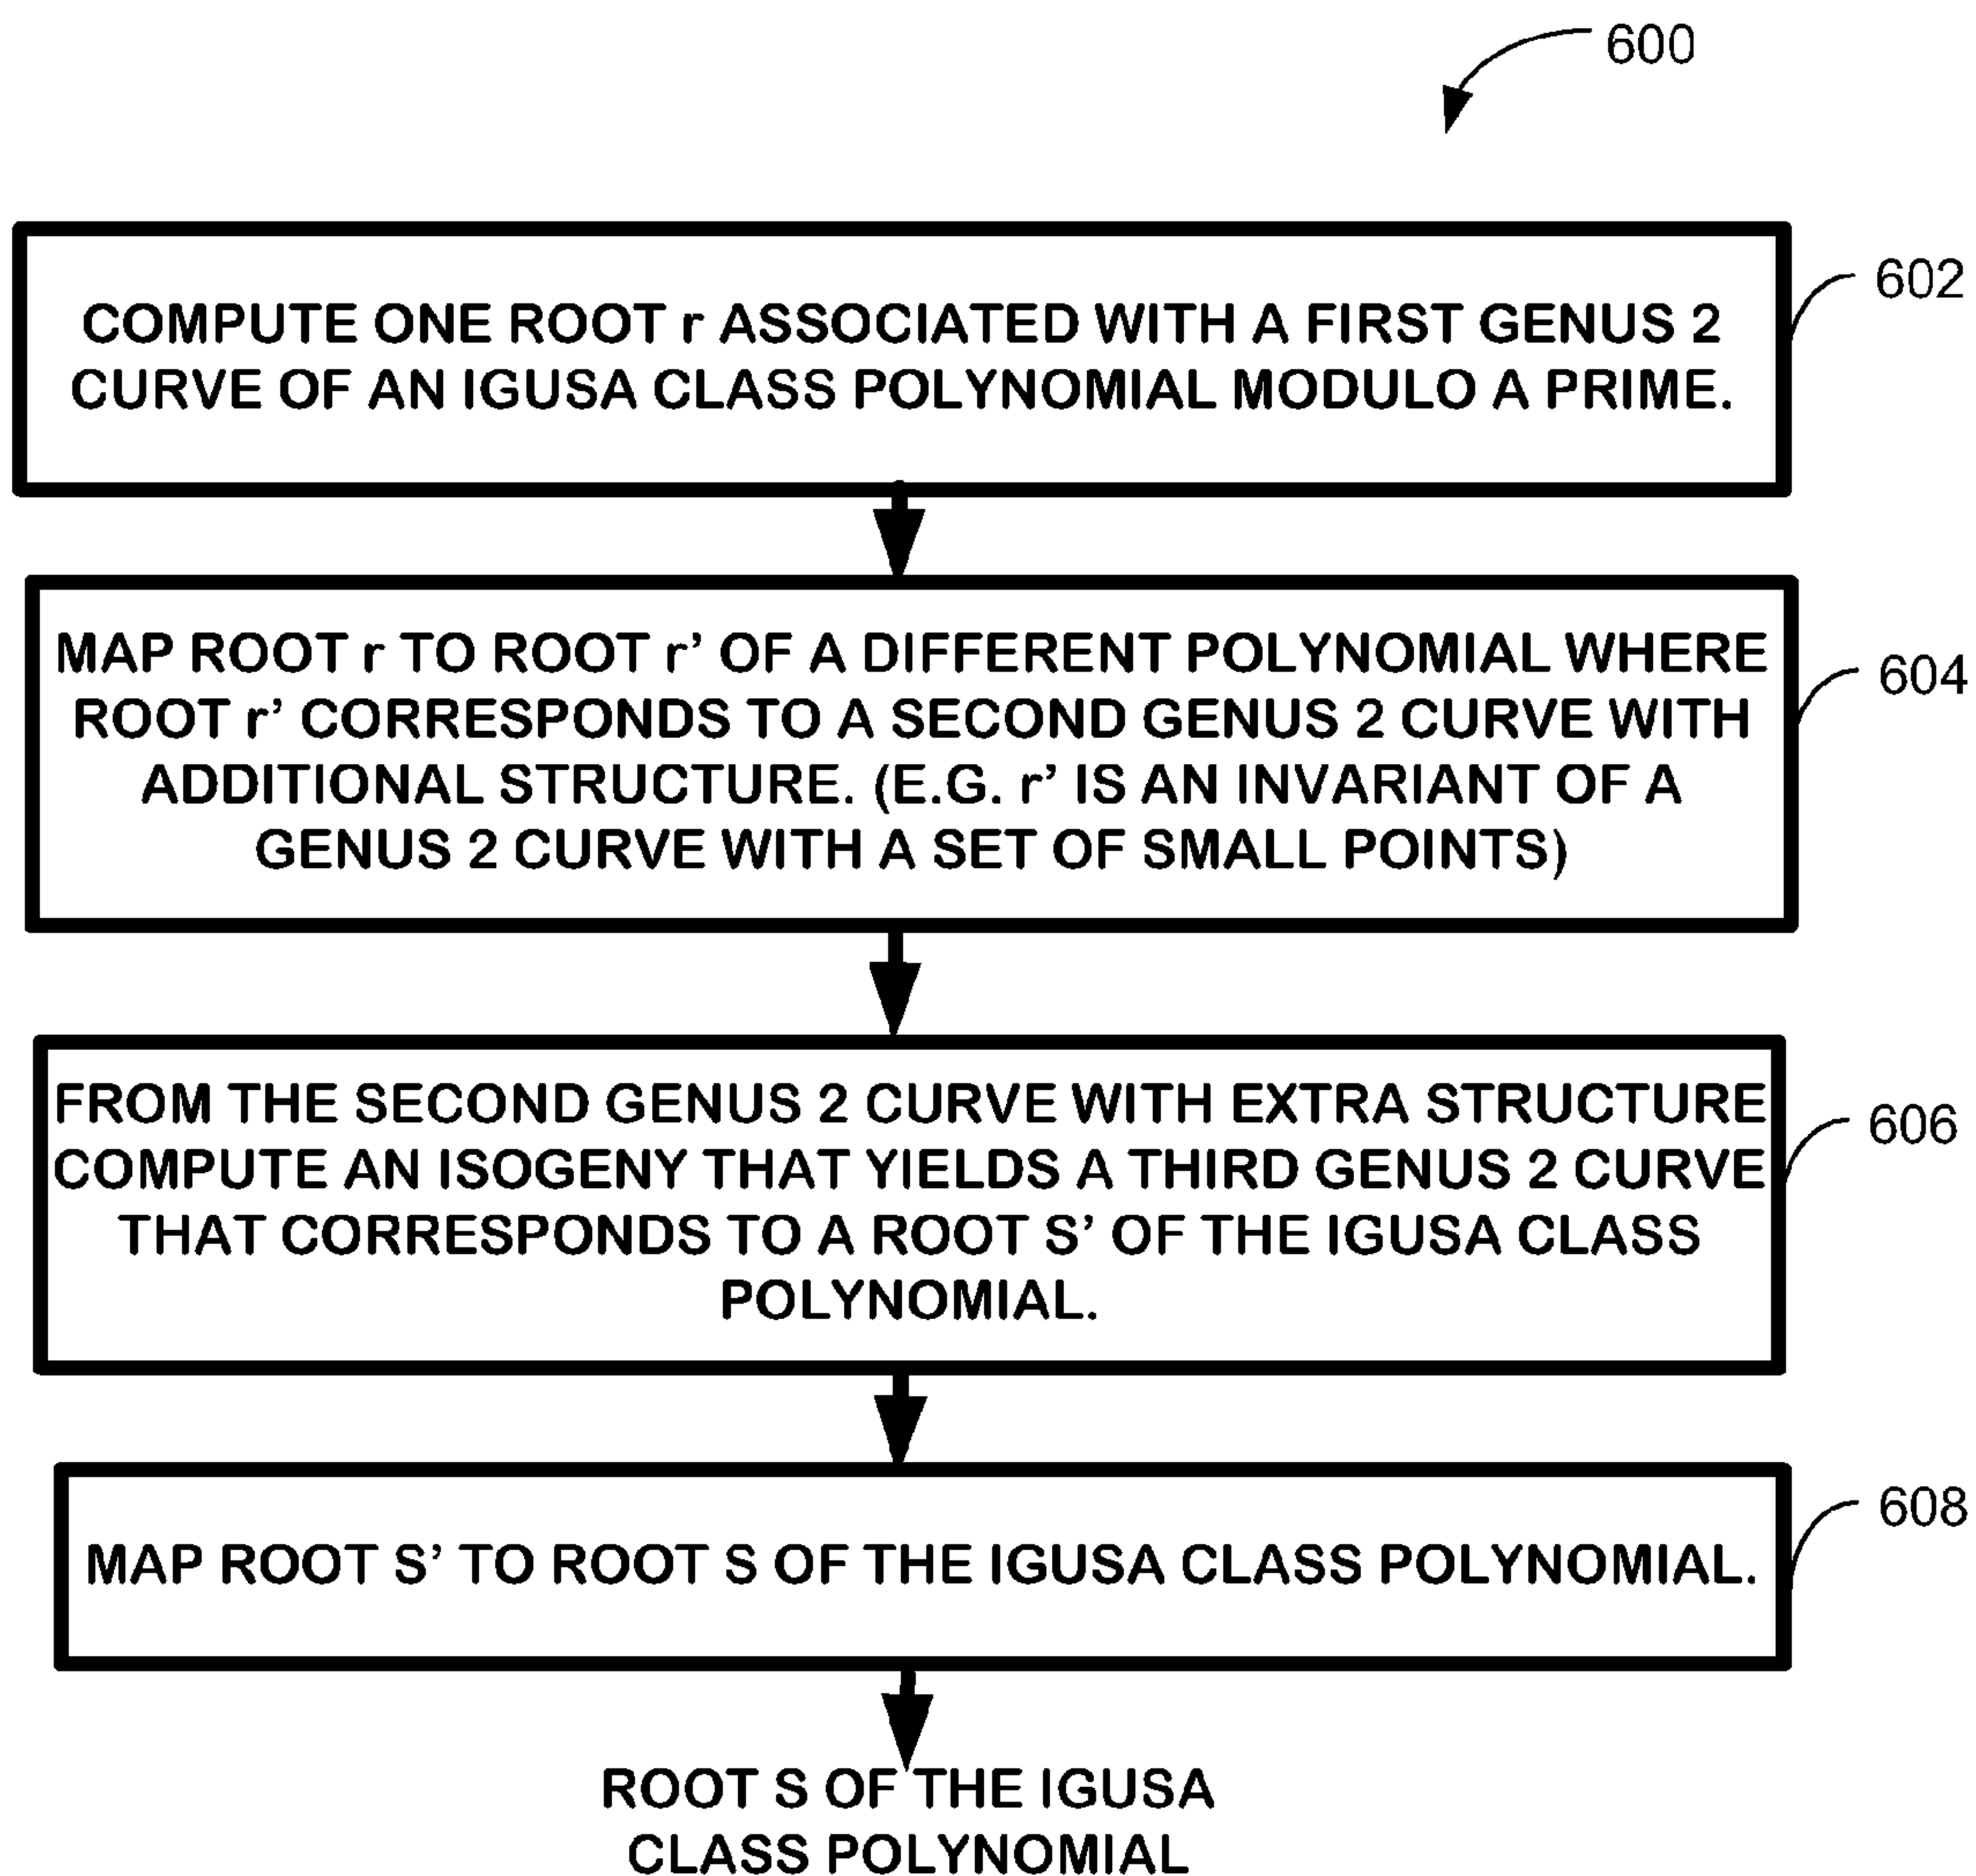 600
602
COMPUTE ONE ROOT r ASSOCIATED WITH A FIRST GENUS 2
CURVE OF AN IGUSA CLASS POLYNOMIAL MODULO A PRIME.
604
MAP ROOT r TO ROOT r’ OF A DIFFERENT POLYNOMIAL WHERE
ROOT r’ CORRESPONDS TO A SECOND GENUS 2 CURVE WITH
ADDITIONAL STRUCTURE. (E.G. r’ IS AN INVARIANT OF A
GENUS 2 CURVE WITH A SET OF SMALL POINTS)
606
FROM THE SECOND GENUS 2 CURVE WITH EXTRA STRUCTURE
COMPUTE AN ISOGENY THAT YIELDS A THIRD GENUS 2 CURVE
THAT CORRESPONDS TO A ROOT S’ OF THE IGUSA CLASS
POLYNOMIAL.
608
MAP ROOT S’ TO ROOT S OF THE IGUSA CLASS POLYNOMIAL.
ROOT S OF THE IGUSA
CLASS POLYNOMIAL